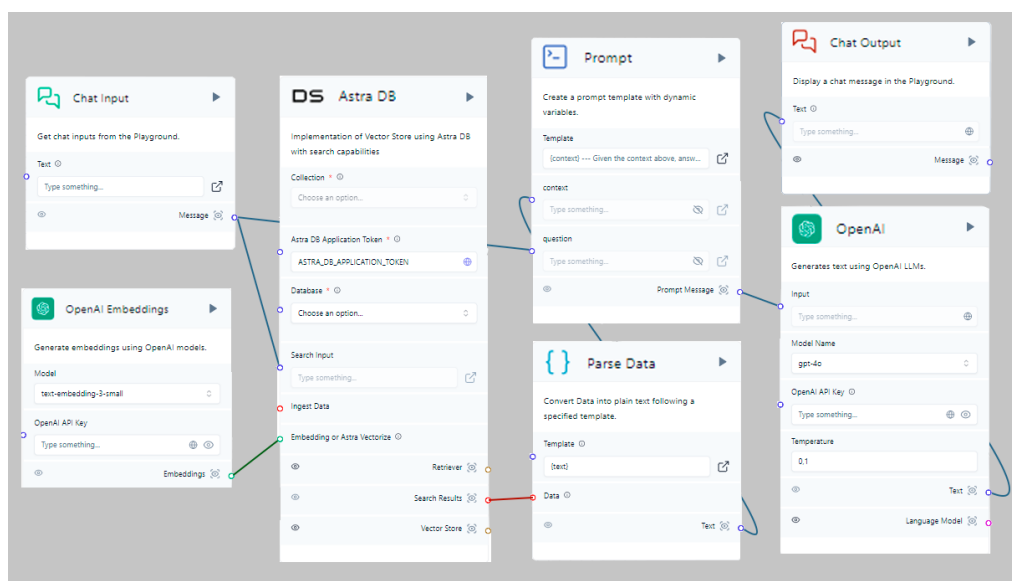 Chat Input
Get chat inputs from the Playground.
Text
Type something...
Message
OpenAI Embeddings
Generate embeddings using OpenAI models.
Model
text-embedding-3-small
OpenAI API Key
Type something...
Embeddings
DS Astra DB
Implementation of Vector Store using Astra DB
with search capabilities
Collection *
Choose an option...
Astra DB Application Token *
ASTRA_DB_APPLICATION_TOKEN
Database *
Choose an option...
Search Input
Type something...
Ingest Data
Embedding or Astra Vectorize
Retriever
Search Results
Vector Store
Prompt
Create a prompt template with dynamic
variables.
Template
{context} --- Given the context above, answ...
context
Type something...
question
Type something...
Prompt Message
{ } Parse Data
Convert Data into plain text following a
specified template.
Template
{text}
Data
Text
Chat Output
Display a chat message in the Playground.
Text
Type something...
Message
OpenAI
Generates text using OpenAI LLMs.
Input
Type something...
Model Name
gpt-4o
OpenAI API Key
Type something...
Temperature
0,1
Text
Language Model